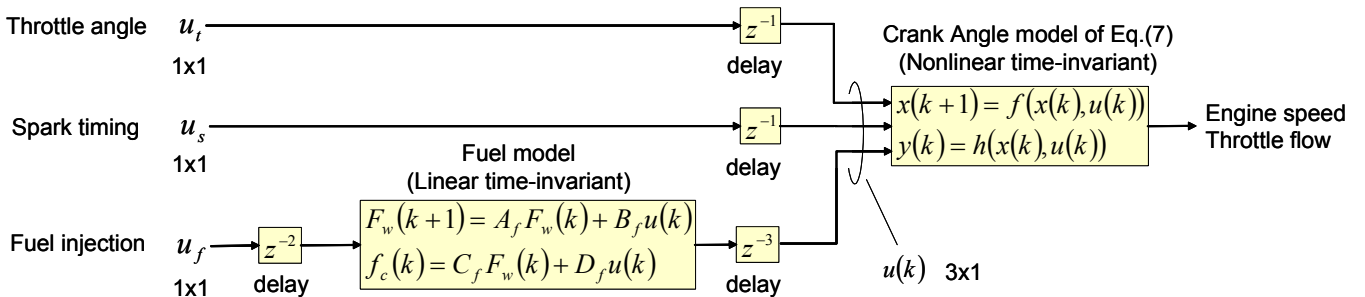 Throttle angle u_t z^{-1}
1x1 delay
Crank Angle model of Eq.(7)
(Nonlinear time-invariant)
x(k+1) = f(x(k),u(k))
y(k) = h(x(k),u(k))
Engine speed
Throttle flow
Spark timing u_s z^{-1}
1x1 delay
Fuel model
(Linear time-invariant)
F_w(k+1) = A_f F_w(k) + B_f u(k)
f_c(k) = C_f F_w(k) + D_f u(k)
Fuel injection u_f z^{-2} z^{-3}
1x1 delay delay
u(k) 3x1